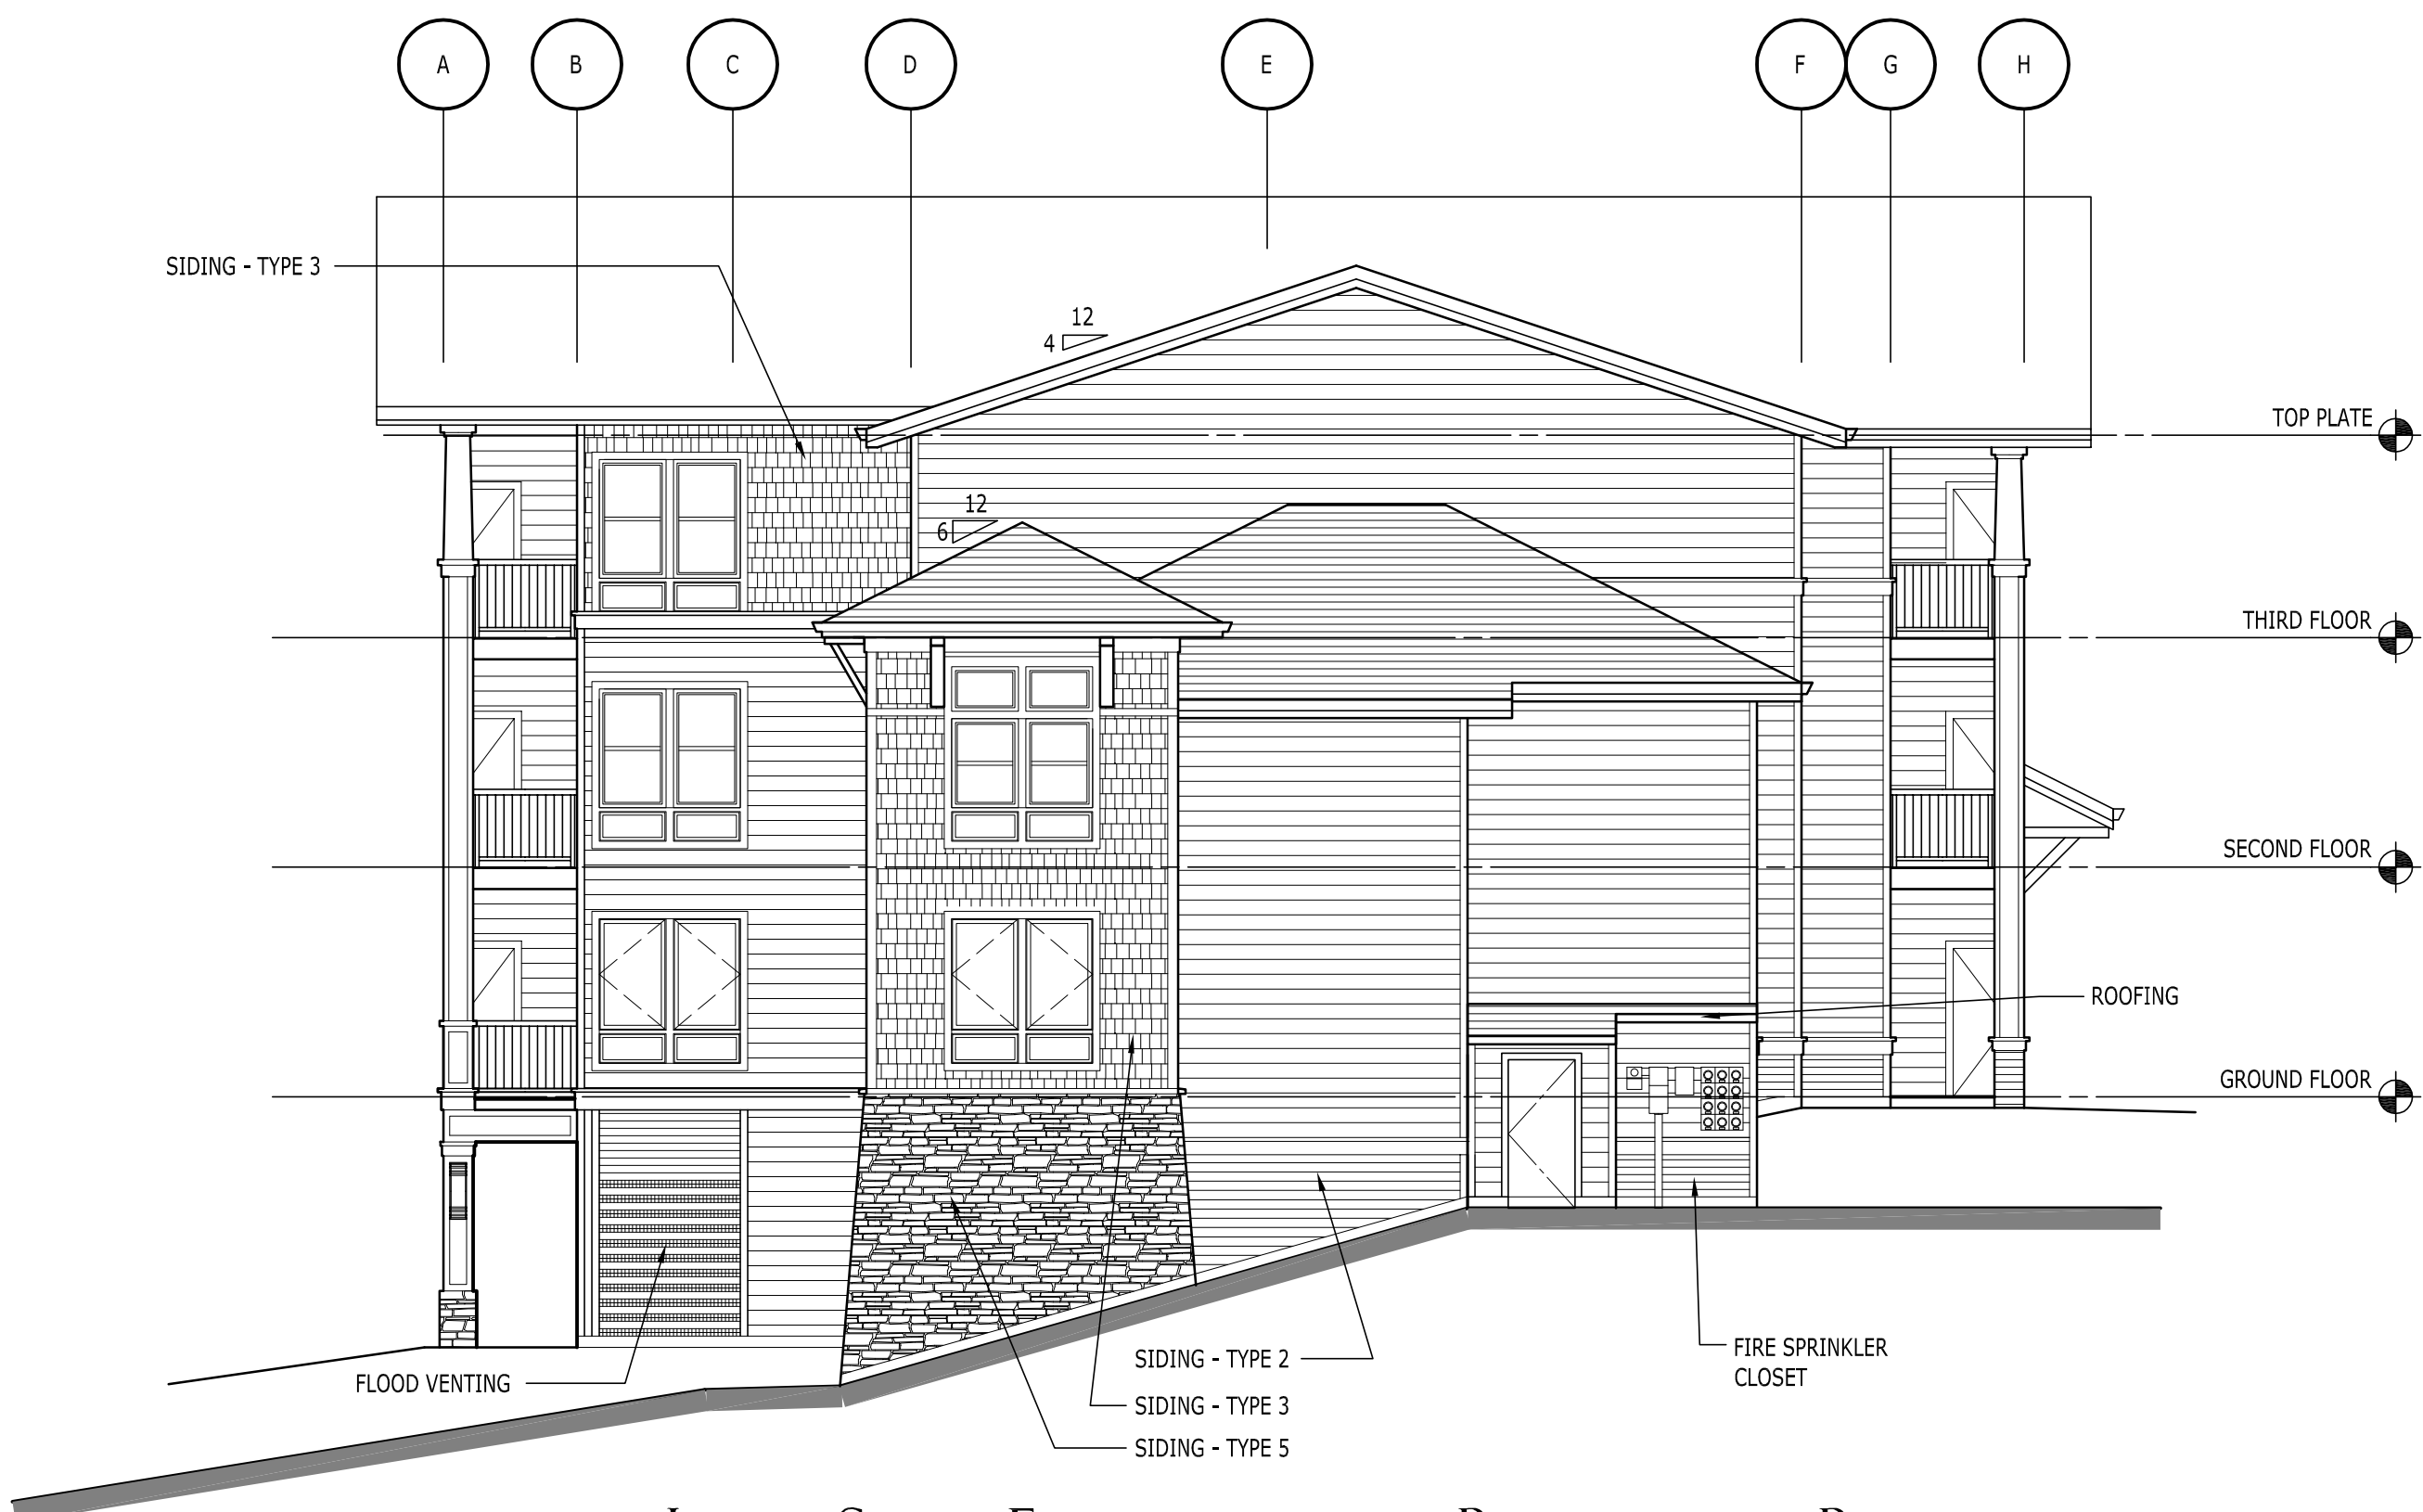 A B C D E F G H
SIDING - TYPE 3
12
4
TOP PLATE
12
6
THIRD FLOOR
SECOND FLOOR
ROOFING
GROUND FLOOR
FIRE SPRINKLER
CLOSET
SIDING - TYPE 2
FLOOD VENTING
SIDING - TYPE 3
SIDING - TYPE 5